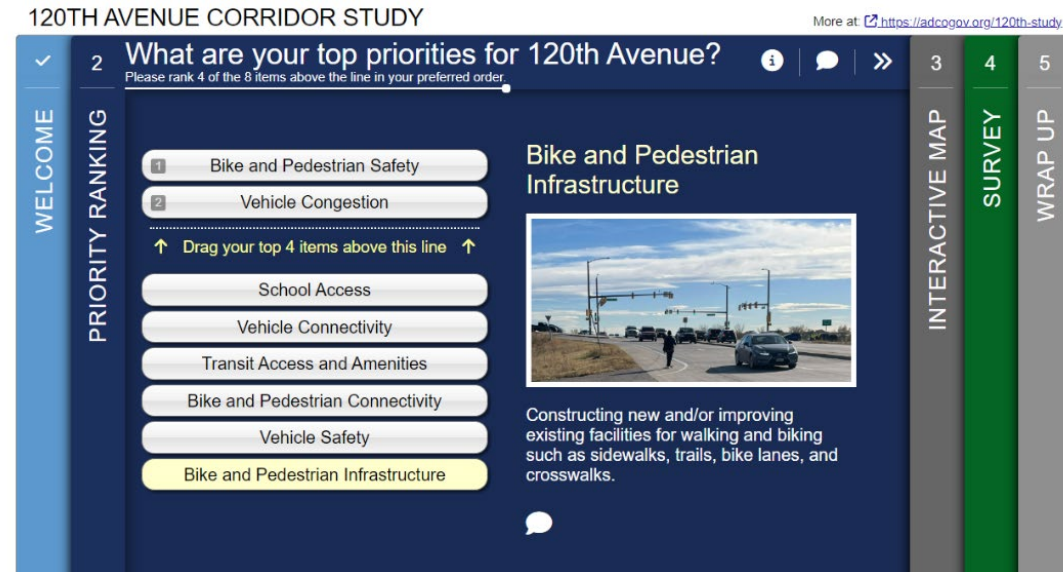 120TH AVENUE CORRIDOR STUDY
More at: https://adcogov.org/120th-study
WELCOME
2
PRIORITY RANKING
What are your top priorities for 120th Avenue?
Please rank 4 of the 8 items above the line in your preferred order.
1 Bike and Pedestrian Safety
2 Vehicle Congestion
Drag your top 4 items above this line
School Access
Vehicle Connectivity
Transit Access and Amenities
Bike and Pedestrian Connectivity
Vehicle Safety
Bike and Pedestrian Infrastructure
Bike and Pedestrian
Infrastructure
Constructing new and/or improving
existing facilities for walking and biking
such as sidewalks, trails, bike lanes, and
crosswalks.
3
INTERACTIVE MAP
4
SURVEY
5
WRAP UP